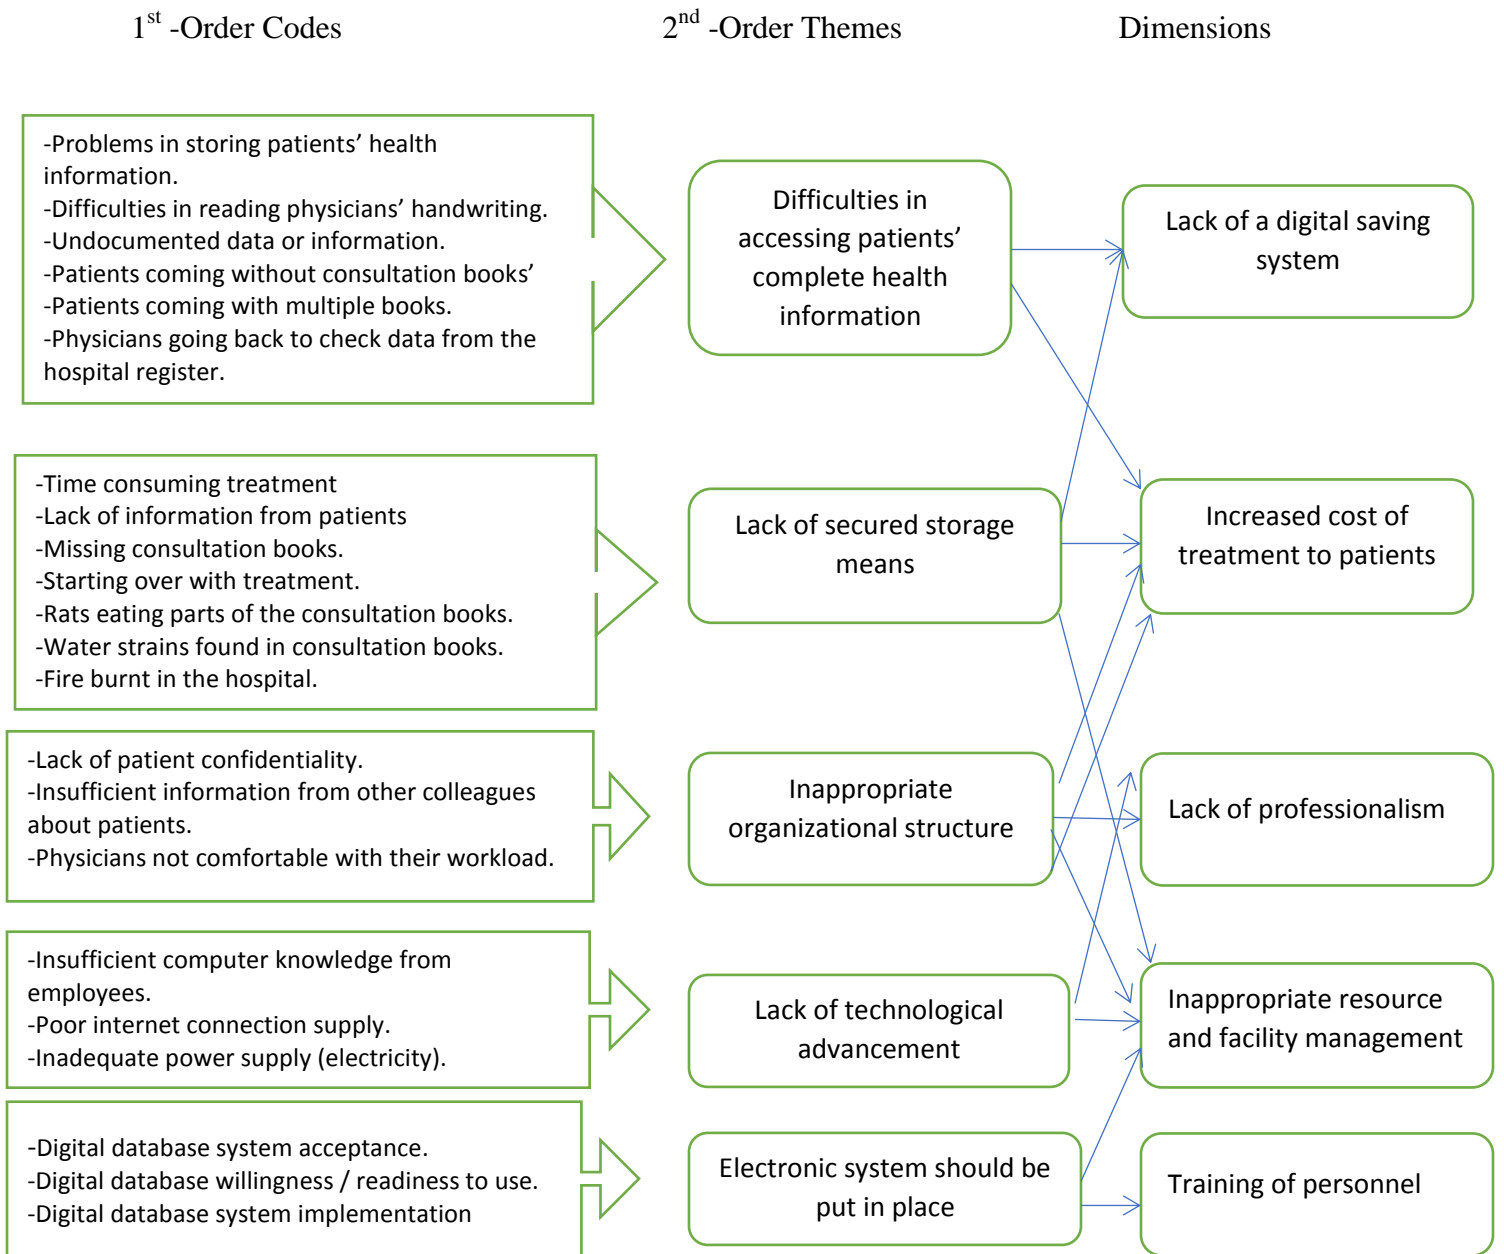 1st -Order Codes
2nd -Order Themes
Dimensions
-Problems in storing patients’ health
information.
-Difficulties in reading physicians’ handwriting.
-Undocumented data or information.
-Patients coming without consultation books’
-Patients coming with multiple books.
-Physicians going back to check data from the
hospital register.
Difficulties in
accessing patients’
complete health
information
Lack of a digital saving
system
-Time consuming treatment
-Lack of information from patients
-Missing consultation books.
-Starting over with treatment.
-Rats eating parts of the consultation books.
-Water strains found in consultation books.
-Fire burnt in the hospital.
Lack of secured storage
means
Increased cost of
treatment to patients
-Lack of patient confidentiality.
-Insufficient information from other colleagues
about patients.
-Physicians not comfortable with their workload.
Inappropriate
organizational structure
Lack of professionalism
-Insufficient computer knowledge from
employees.
-Poor internet connection supply.
-Inadequate power supply (electricity).
Lack of technological
advancement
Inappropriate resource
and facility management
-Digital database system acceptance.
-Digital database willingness / readiness to use.
-Digital database system implementation
Electronic system should be
put in place
Training of personnel